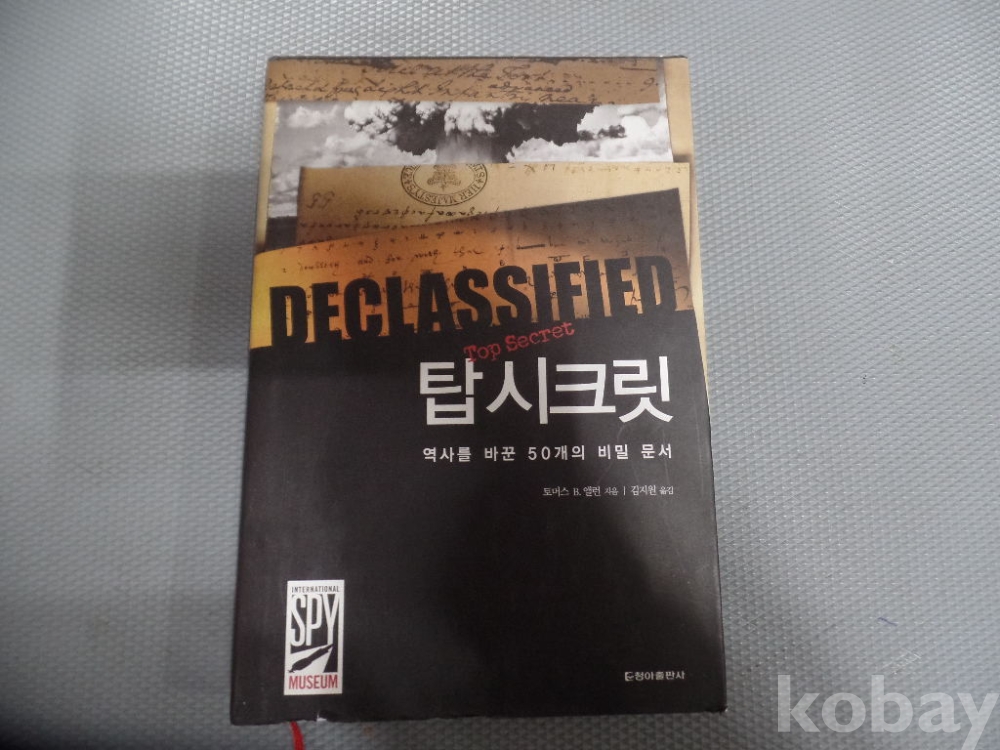 HER MAJESTY'S
DECLASSIFIED
Top Secret
탑 시크릿
역사를 바꾼 50개의 비밀 문서
토머스 B. 앨런 지음 | 김지원 옮김
INTERNATIONAL
SPY
MUSEUM
청아출판사
kobay